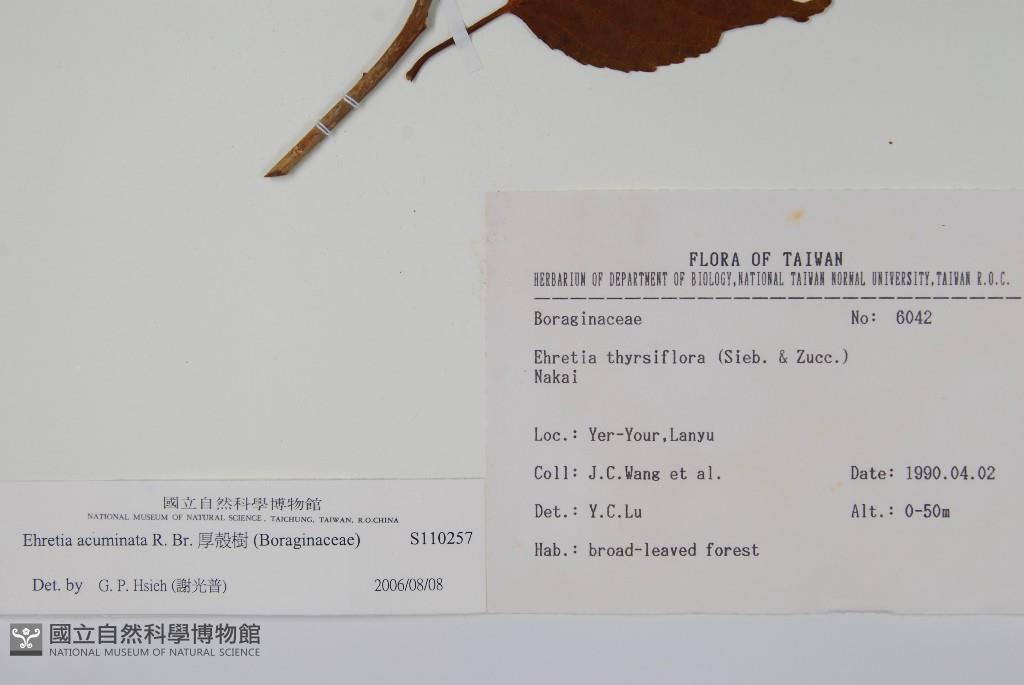 FLORA OF TAIWAN
HERBARIUM OF DEPARTMENT OF BIOLOGY,NATIONAL TAIWAN NORMAL UNIVERSITY,TAIWAN R.O.C.
Boraginaceae No: 6042
Ehretia thyrsiflora (Sieb. & Zucc.)
Nakai
Loc.: Yer-Your,Lanyu
Coll: J.C.Wang et al. Date: 1990.04.02
Det.: Y.C.Lu Alt.: 0-50m
Hab.: broad-leaved forest
國立自然科學博物館
NATIONAL MUSEUM OF NATURAL SCIENCE, TAICHUNG, TAIWAN, R.O.CHINA
Ehretia acuminata R. Br. 厚殼樹 (Boraginaceae) S110257
Det. by G. P. Hsieh (謝光普) 2006/08/08
國立自然科學博物館
NATIONAL MUSEUM OF NATURAL SCIENCE